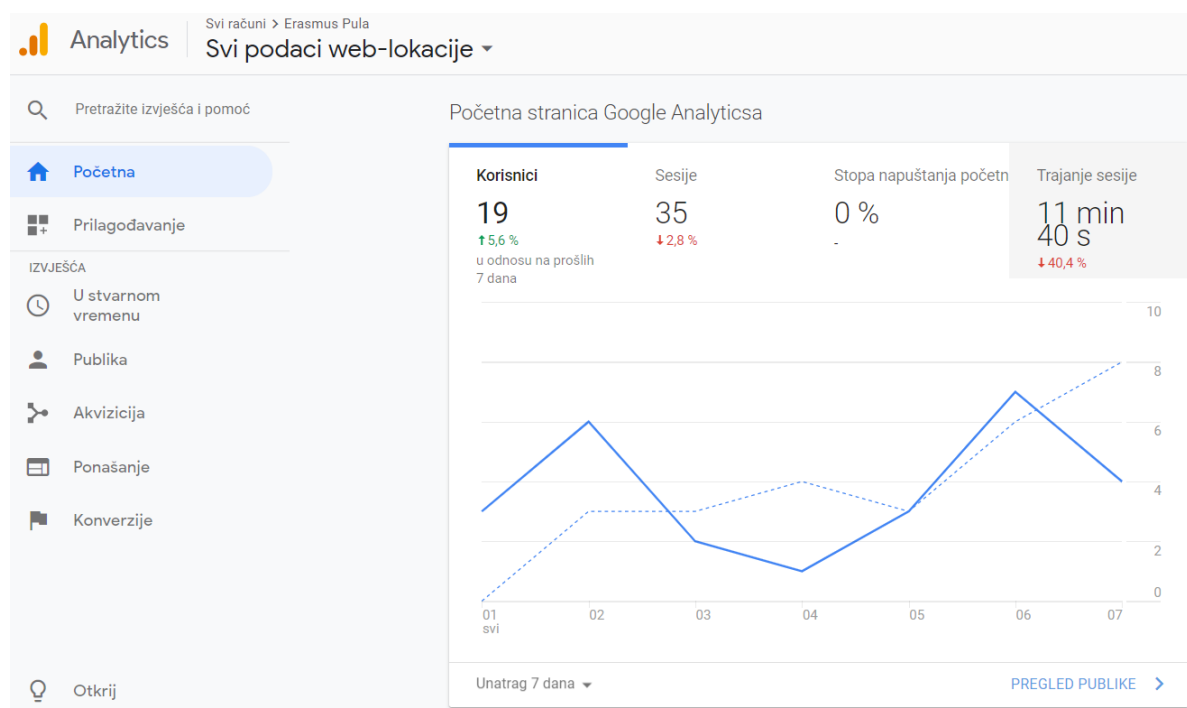 Analytics
Svi računi > Erasmus Pula
Svi podaci web-lokacije
Pretražite izvješća i pomoć
Početna
Prilagođavanje
IZVJEŠĆA
U stvarnom
vremenu
Publika
Akvizicija
Ponašanje
Konverzije
Otkrij
Početna stranica Google Analyticsa
Korisnici
19
5,6 %
u odnosu na prošlih
7 dana
Sesije
35
2,8 %
Stopa napuštanja početn
0 %
-
Trajanje sesije
11 min
40 s
40,4 %
10
8
6
4
2
0
01
svi
02
03
04
05
06
07
Unatrag 7 dana
PREGLED PUBLIKE